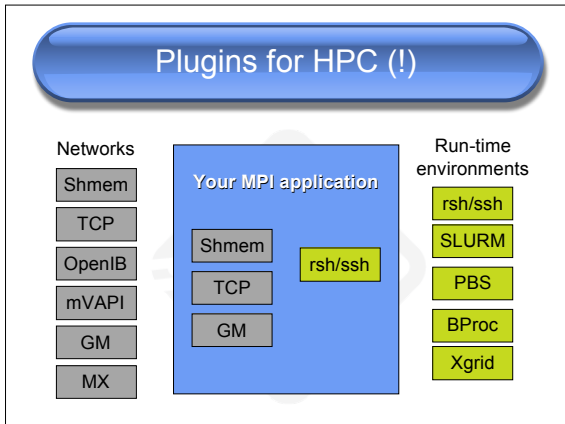 Plugins for HPC (!)
Networks
Shmem
TCP
OpenIB
mVAPI
GM
MX
Your MPI application
Shmem
TCP
GM
rsh/ssh
Run-time
environments
rsh/ssh
SLURM
PBS
BProc
Xgrid